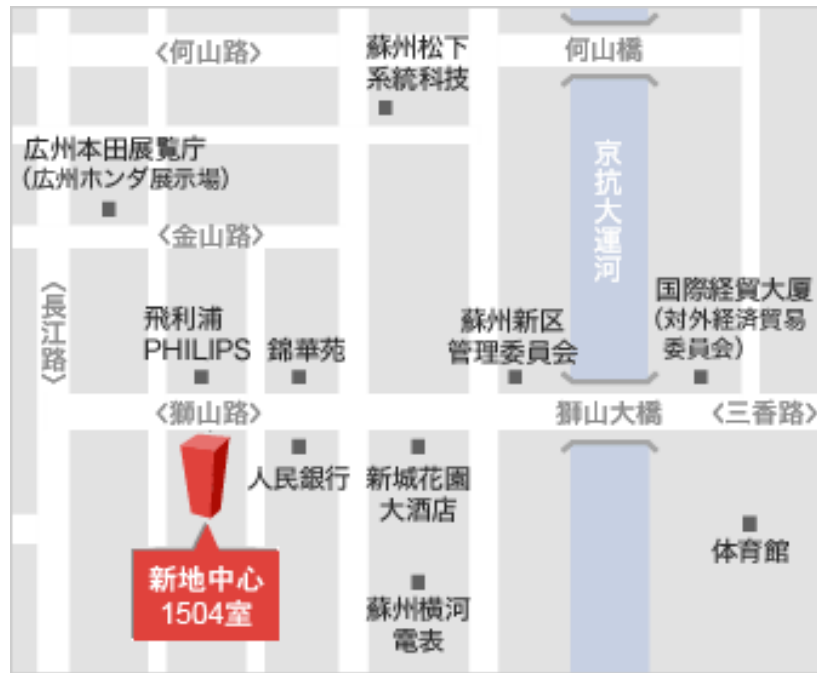 〈何山路〉
蘇州松下
系統科技
何山橋
広州本田展覧庁
(広州ホンダ展示場)
京抗大運河
〈金山路〉
〈長江路〉
飛利浦
PHILIPS
錦華苑
蘇州新区
管理委員会
国際経貿大厦
(対外経済貿易
委員会)
〈獅山路〉
獅山大橋
〈三香路〉
人民銀行
新城花園
大酒店
体育館
新地中心
1504室
蘇州横河
電表